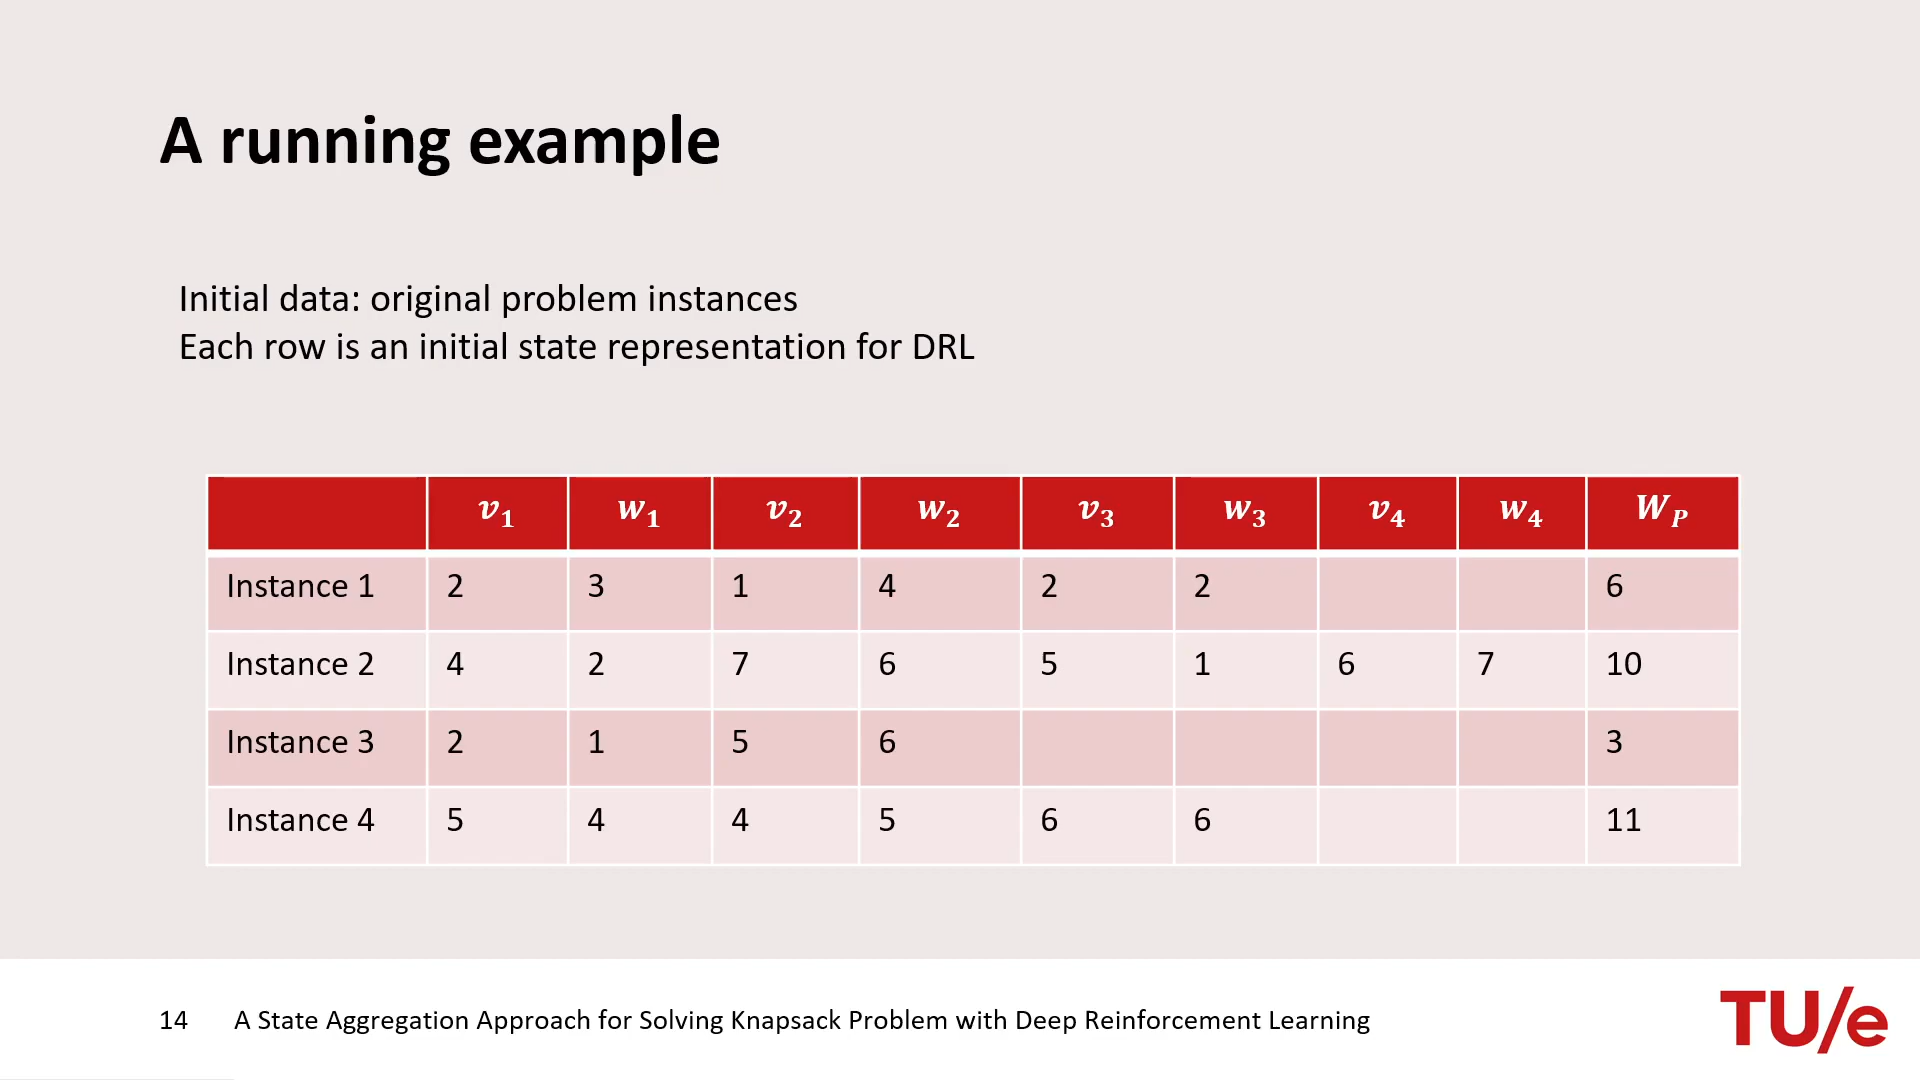 A running example
Initial data: original problem instances
Each row is an initial state representation for DRL
v₁ w₁ v₂ w₂ v₃ w₃ v₄ w₄ W_P
Instance 1 2 3 1 4 2 2 6
Instance 2 4 2 7 6 5 1 6 7 10
Instance 3 2 1 5 6 3
Instance 4 5 4 4 5 6 6 11
14 A State Aggregation Approach for Solving Knapsack Problem with Deep Reinforcement Learning
TU/e